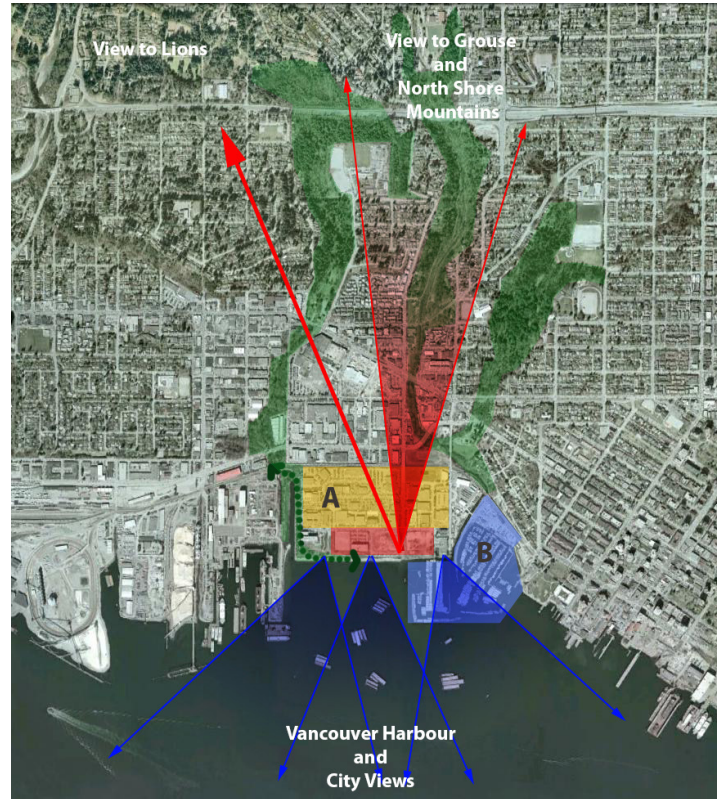 View to Lions
View to Grouse
and
North Shore
Mountains
A
B
Vancouver Harbour
and
City Views